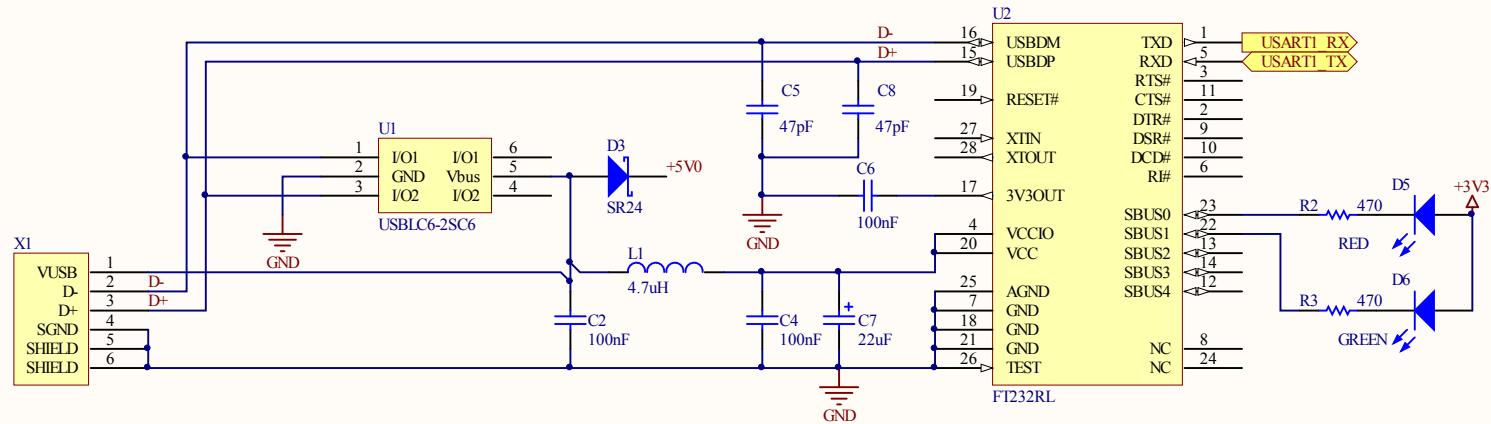 U2
D- 16 USBDM TXD 1 USART1_RX
D+ 15 USBDP RXD 5 USART1_TX
RTS# 3
C5 C8 19 RESET# CTS# 11
47pF 47pF DTR# 2
U1 27 XTIN DSR# 9
1 I/O1 I/O1 6 D3 28 XTOUT DCD# 10
2 GND Vbus 5 +5V0 C6 RI# 6
3 I/O2 I/O2 4 SR24 17 3V3OUT D5 +3V3
USBLC6-2SC6 100nF SBUS0 23 R2 470
GND GND 4 VCCIO SBUS1 22 RED
X1 L1 20 VCC SBUS2 13
VUSB 1 4.7uH SBUS3 14
D- 2 D- 25 AGND SBUS4 12 D6
D+ 3 D+ 7 GND R3 470
SGND 4 C2 C4 C7 18 GND
SHIELD 5 100nF 100nF 22uF 21 GND NC 8 GREEN
SHIELD 6 26 TEST NC 24
GND FT232RL